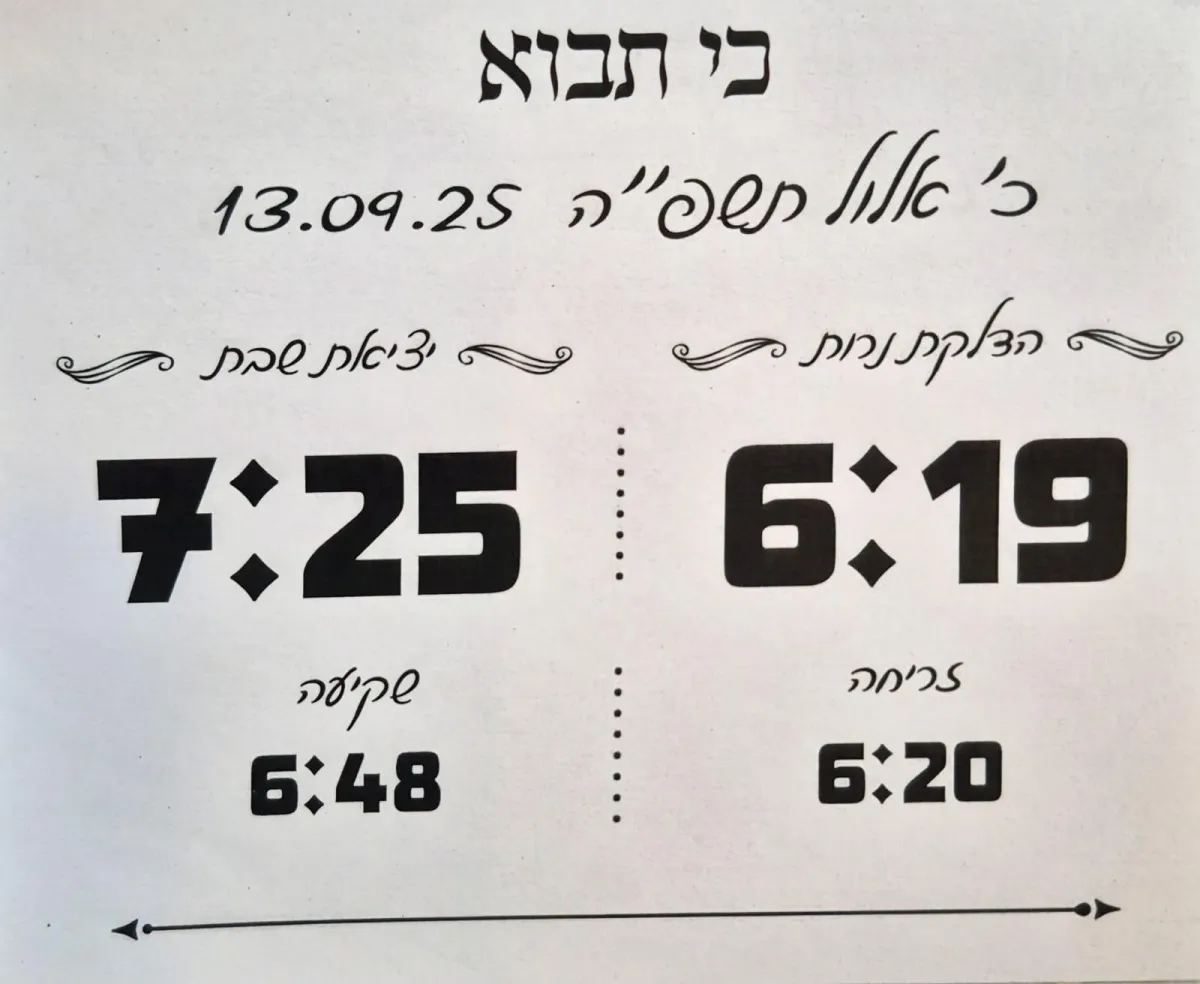 כי תבוא
כ' אלול תשפ"ה 13.09.25
הדלקת נרות יציאת שבת
6:19 7:25
זריחה שקיעה
6:20 6:48